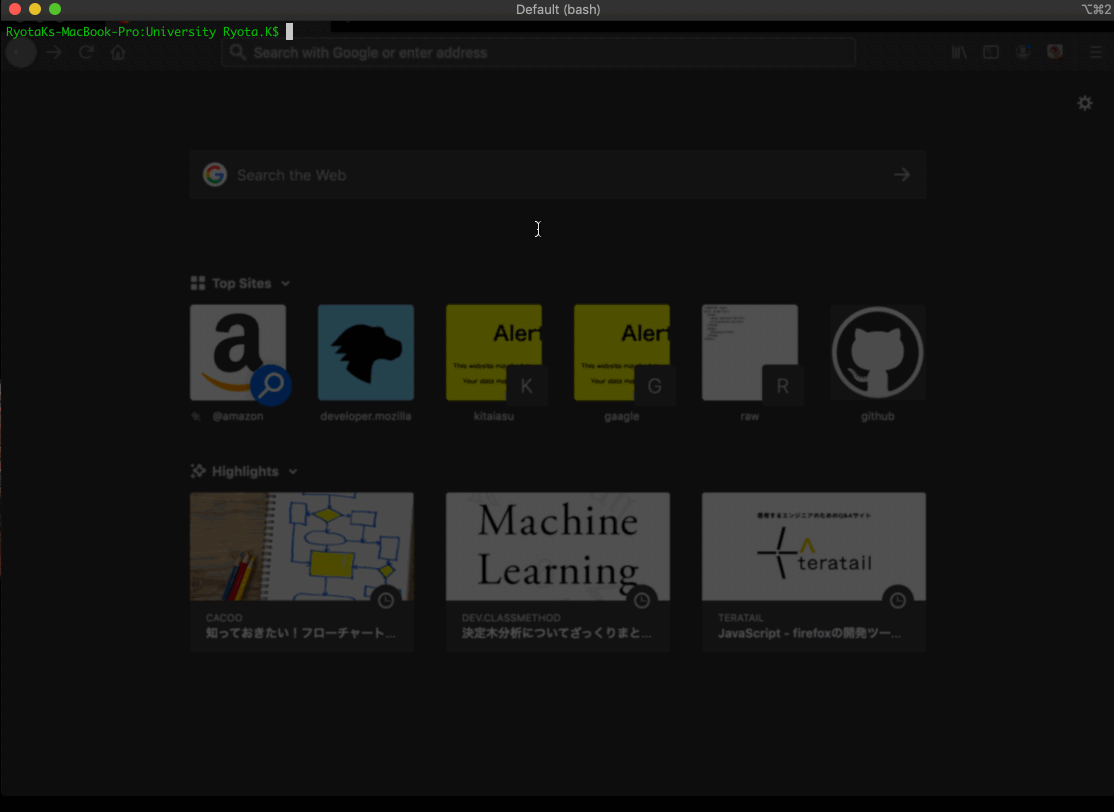 Default (bash)
⌥⌘2
RyotaKs-MacBook-Pro:University Ryota.K$
Search with Google or enter address
Search the Web
Top Sites
Alert
This website may
Your data may
K
Alert
This website may
Your data may
G
R
@amazon
developer.mozilla
kitaiasu
gaagle
raw
github
Highlights
Machine
Learning
思考するエンジニアのためのQ&Aサイト
teratail
CACOO
知っておきたい！フローチャート...
DEV.CLASSMETHOD
決定木分析についてざっくりまと...
TERATAIL
JavaScript - firefoxの開発ツー...